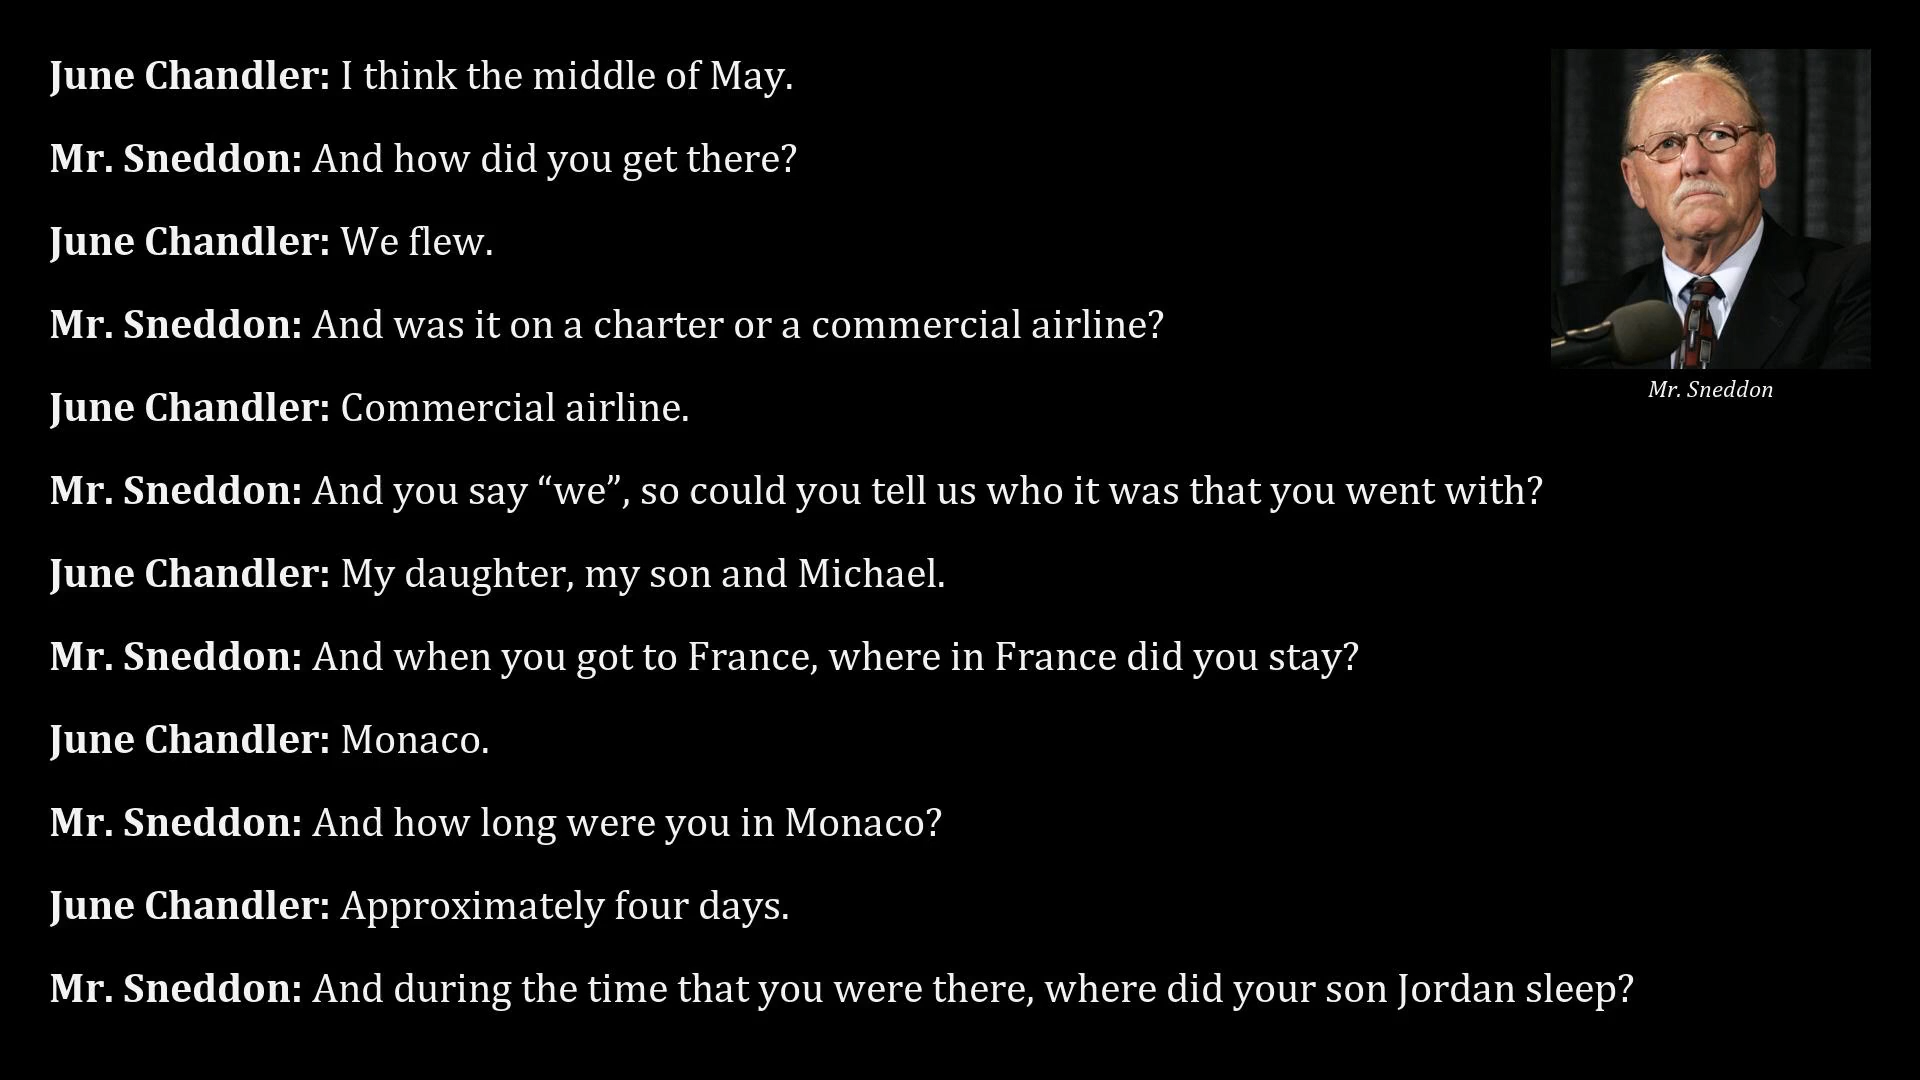 June Chandler: I think the middle of May.
Mr. Sneddon: And how did you get there?
June Chandler: We flew.
Mr. Sneddon: And was it on a charter or a commercial airline?
June Chandler: Commercial airline.
Mr. Sneddon: And you say “we”, so could you tell us who it was that you went with?
June Chandler: My daughter, my son and Michael.
Mr. Sneddon: And when you got to France, where in France did you stay?
June Chandler: Monaco.
Mr. Sneddon: And how long were you in Monaco?
June Chandler: Approximately four days.
Mr. Sneddon: And during the time that you were there, where did your son Jordan sleep?
Mr. Sneddon